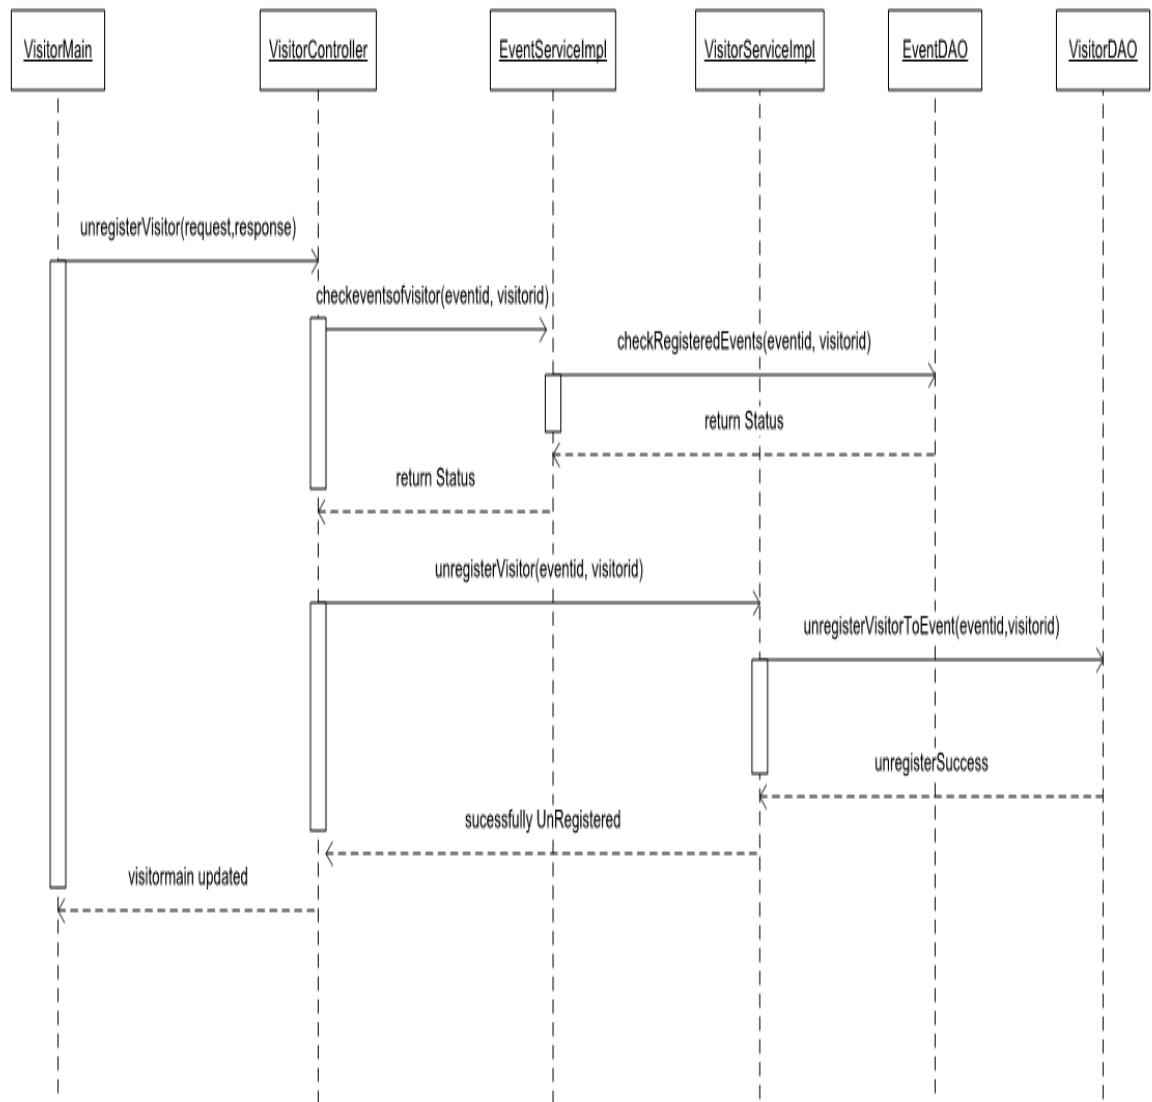 VisitorMain
VisitorController
EventServiceImpl
VisitorServiceImpl
EventDAO
VisitorDAO
unregisterVisitor(request,response)
checkeventsofvisitor(eventid, visitorid)
checkRegisteredEvents(eventid, visitorid)
return Status
return Status
unregisterVisitor(eventid, visitorid)
unregisterVisitorToEvent(eventid,visitorid)
unregisterSuccess
sucessfully UnRegistered
visitormain updated